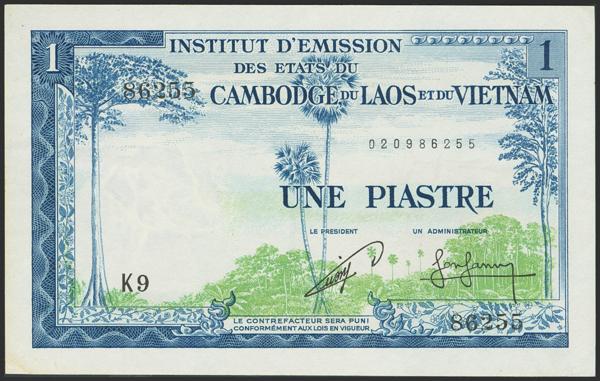 1 INSTITUT D'EMISSION 1
DES ETATS DU
86255 CAMBODGE DU LAOS ET DU VIETNAM
020986255
UNE PIASTRE
LE PRESIDENT UN ADMINISTRATEUR
K9
LE CONTREFACTEUR SERA PUNI
CONFORMÉMENT AUX LOIS EN VIGUEUR
86255